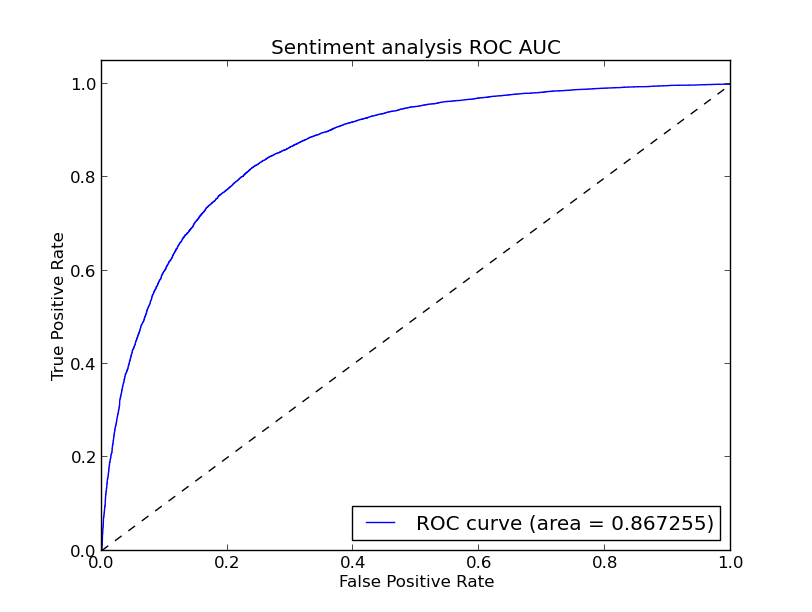 Sentiment analysis ROC AUC
True Positive Rate
1.0
0.8
0.6
0.4
0.2
0.0
ROC curve (area = 0.867255)
0.0 0.2 0.4 0.6 0.8 1.0
False Positive Rate